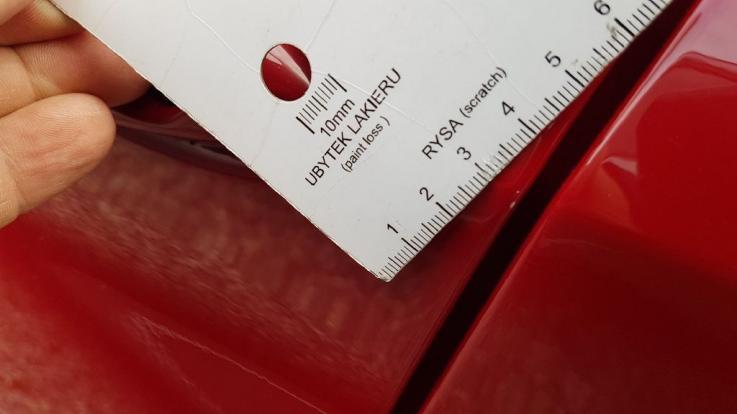 10mm
UBYTEK LAKIERU
(paint loss )
RYSA (scratch)
1 2 3 4 5 6